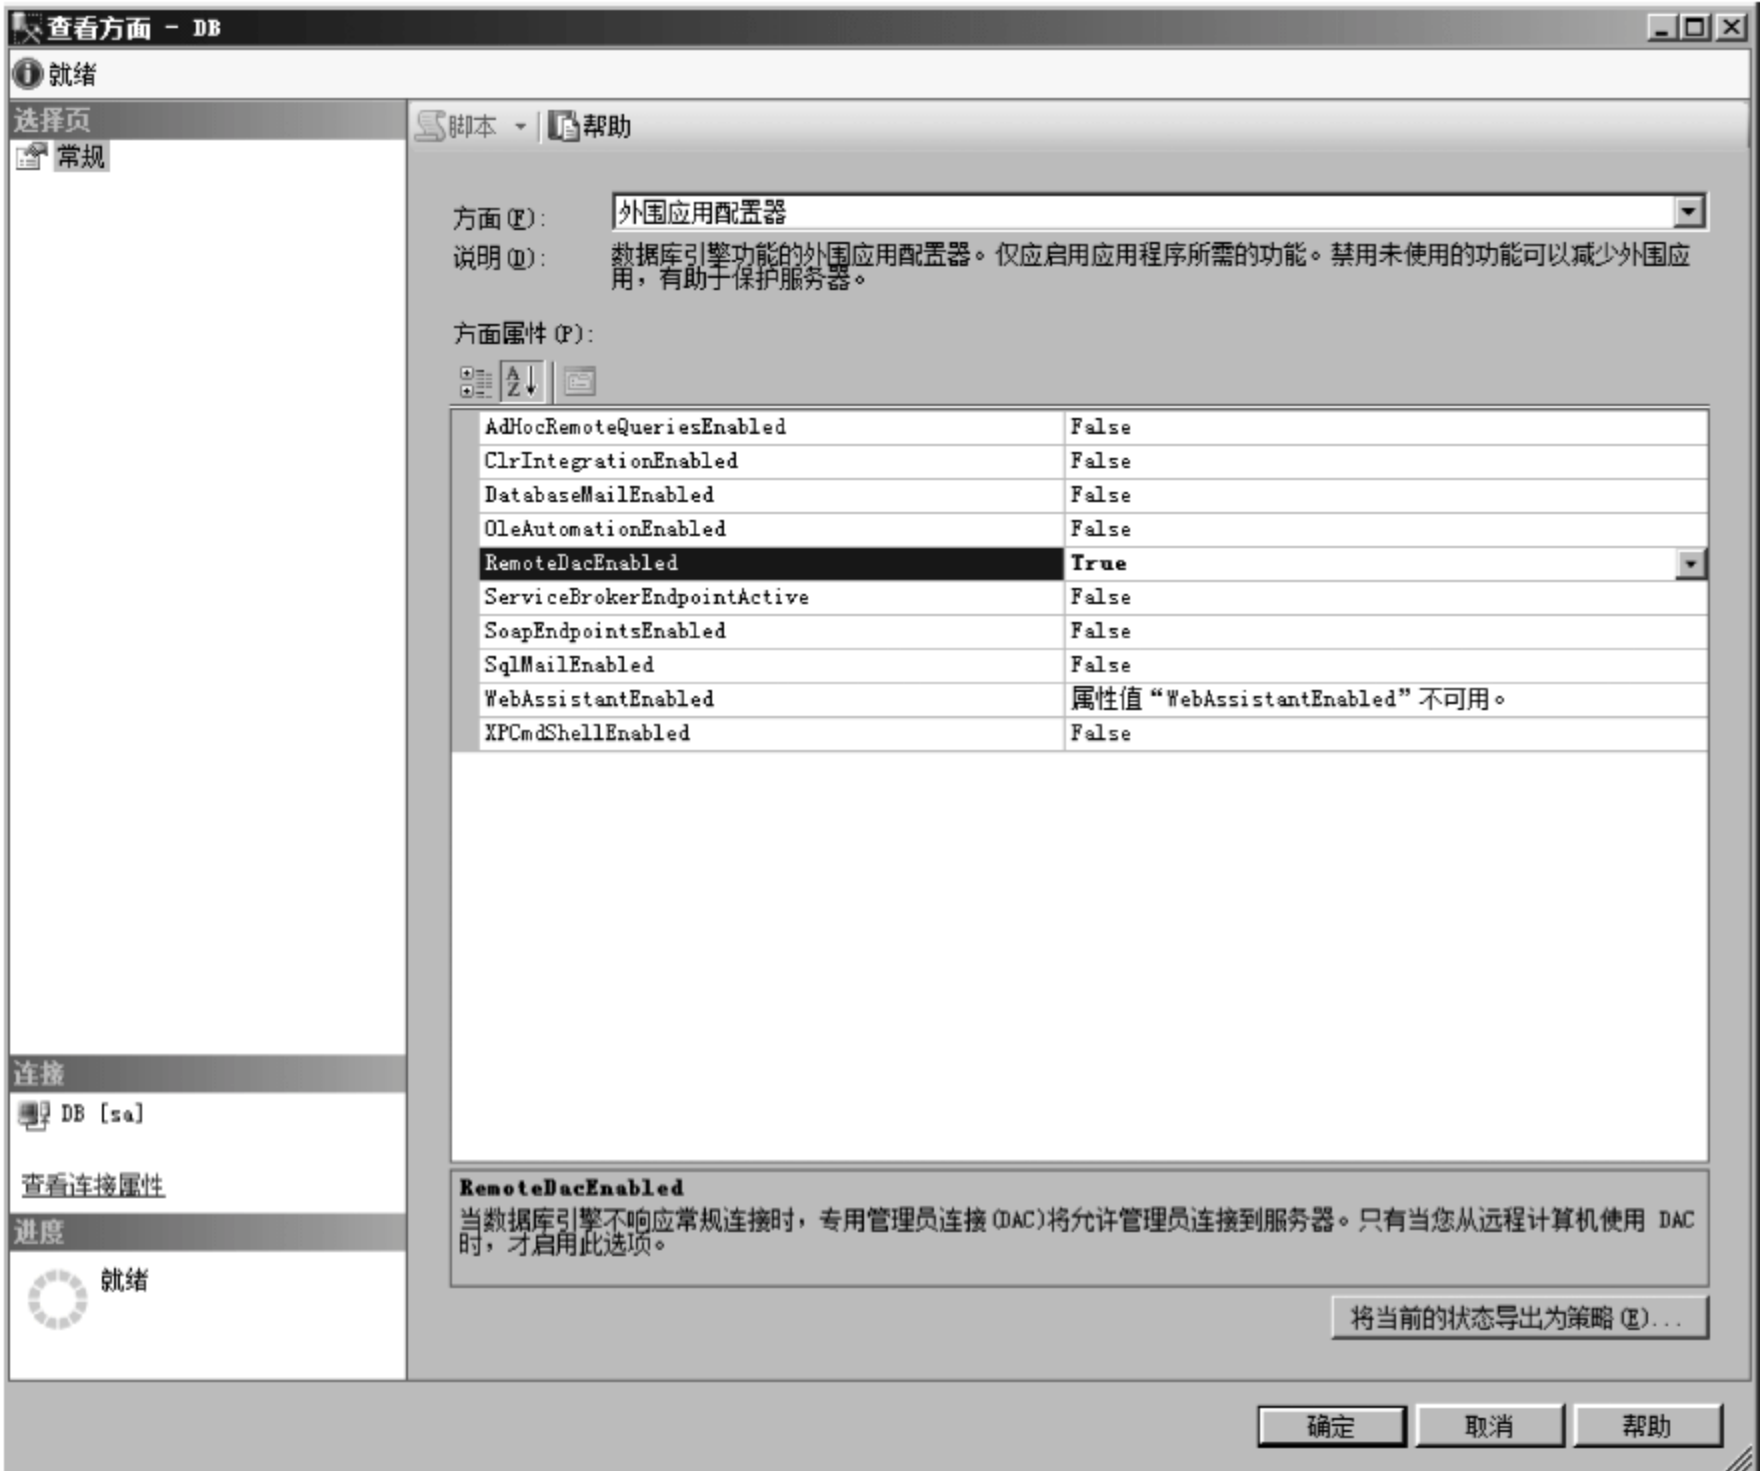 查看方面 - DB
就绪
选择页
常规
脚本 帮助
方面(F): 外围应用配置器
说明(D): 数据库引擎功能的外围应用配置器。仅应启用应用程序所需的功能。禁用未使用的功能可以减少外围应
用，有助于保护服务器。
方面属性(P):
AdHocRemoteQueriesEnabled False
ClrIntegrationEnabled False
DatabaseMailEnabled False
OleAutomationEnabled False
RemoteDacEnabled True
ServiceBrokerEndpointActive False
SoapEndpointsEnabled False
SqlMailEnabled False
WebAssistantEnabled 属性值“WebAssistantEnabled”不可用。
XPCmdShellEnabled False
连接
DB [sa]
查看连接属性
进度
就绪
RemoteDacEnabled
当数据库引擎不响应常规连接时，专用管理员连接(DAC)将允许管理员连接到服务器。只有当您从远程计算机使用 DAC
时，才启用此选项。
将当前的状态导出为策略(E)...
确定 取消 帮助